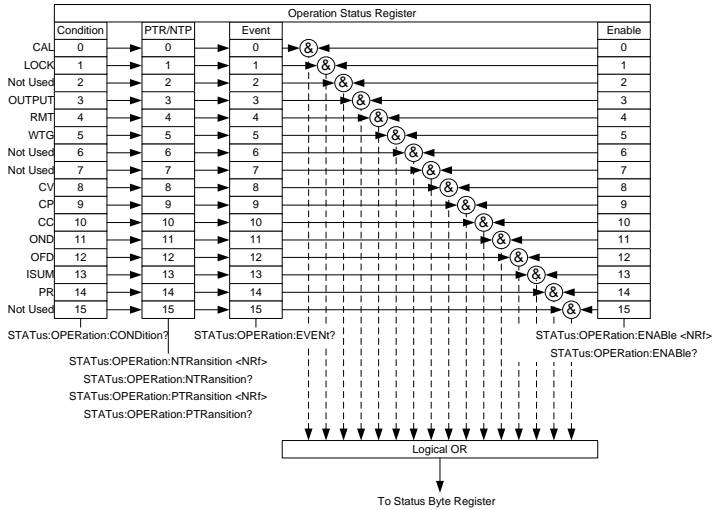 Operation Status Register
Condition PTR/NTP Event Enable
CAL 0 0 0 & 0
LOCK 1 1 1 & 1
Not Used 2 2 2 & 2
OUTPUT 3 3 3 & 3
RMT 4 4 4 & 4
WTG 5 5 5 & 5
Not Used 6 6 6 & 6
Not Used 7 7 7 & 7
CV 8 8 8 & 8
CP 9 9 9 & 9
CC 10 10 10 & 10
OND 11 11 11 & 11
OFD 12 12 12 & 12
ISUM 13 13 13 & 13
PR 14 14 14 & 14
Not Used 15 15 15 & 15
STATus:OPERation:CONDition? STATus:OPERation:EVENt? STATus:OPERation:ENABle <NRf>
STATus:OPERation:ENABle?
STATus:OPERation:NTRansition <NRf>
STATus:OPERation:NTRansition?
STATus:OPERation:PTRansition <NRf>
STATus:OPERation:PTRansition?
Logical OR
To Status Byte Register